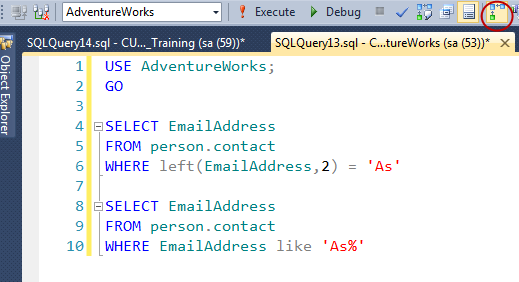 AdventureWorks
Execute
Debug
SQLQuery14.sql - CU..._Training (sa (59))*
SQLQuery13.sql - C...tureWorks (sa (53))*
Object Explorer
1 USE AdventureWorks;
2 GO
3
4 SELECT EmailAddress
5 FROM person.contact
6 WHERE left(EmailAddress,2) = 'As'
7
8 SELECT EmailAddress
9 FROM person.contact
10 WHERE EmailAddress like 'As%'